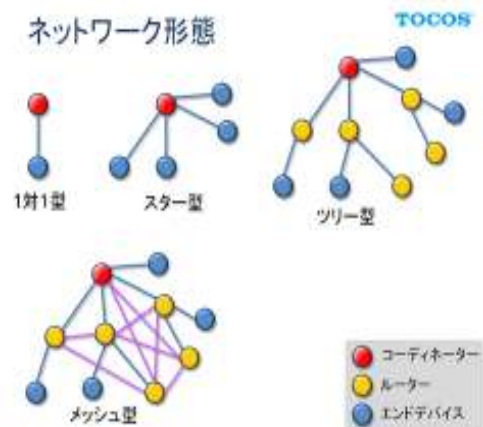 ネットワーク形態
TOCOS
1対1型
スター型
ツリー型
メッシュ型
コーディネーター
ルーター
エンドデバイス